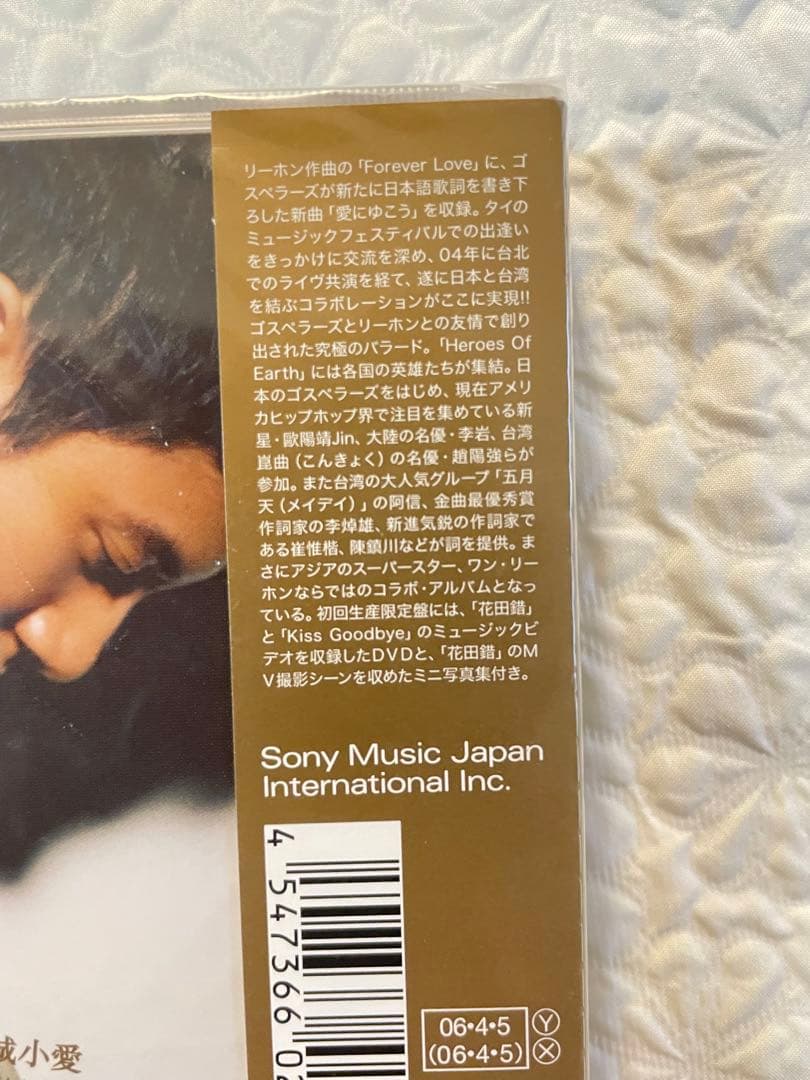 リーホン作曲の「Forever Love」に、ゴ
スペラーズが新たに日本語歌詞を書き下
ろした新曲「愛にゆこう」を収録。タイの
ミュージックフェスティバルでの出逢い
をきっかけに交流を深め、04年に台北
でのライヴ共演を経て、遂に日本と台湾
を結ぶコラボレーションがここに実現!!
ゴスペラーズとリーホンとの友情で創り
出された究極のバラード。「Heroes Of
Earth」には各国の英雄たちが集結。日
本のゴスペラーズをはじめ、現在アメリ
カヒップホップ界で注目を集めている新
星・歐陽靖Jin、大陸の名優・李岩、台湾
崑曲（こんきょく）の名優・趙陽強らが
参加。また台湾の大人気グループ「五月
天（メイデイ）」の阿信、金曲最優秀賞
作詞家の李焯雄、新進気鋭の作詞家で
ある崔惟楷、陳鎮川などが詞を提供。ま
さにアジアのスーパースター、ワン・リー
ホンならではのコラボ・アルバムとなっ
ている。初回生産限定盤には、「花田錯」
と「Kiss Goodbye」のミュージックビ
デオを収録したDVDと、「花田錯」のM
V撮影シーンを収めたミニ写真集付き。
Sony Music Japan
International Inc.
4 547366 02
06•4•5 Ⓨ
(06•4•5) Ⓧ
小愛